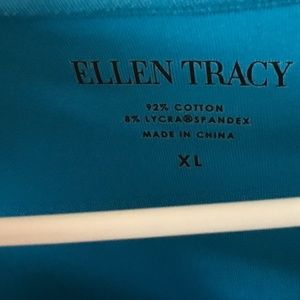 ELLEN TRACY
92% COTTON
8% LYCRA®SPANDEX
MADE IN CHINA
XL